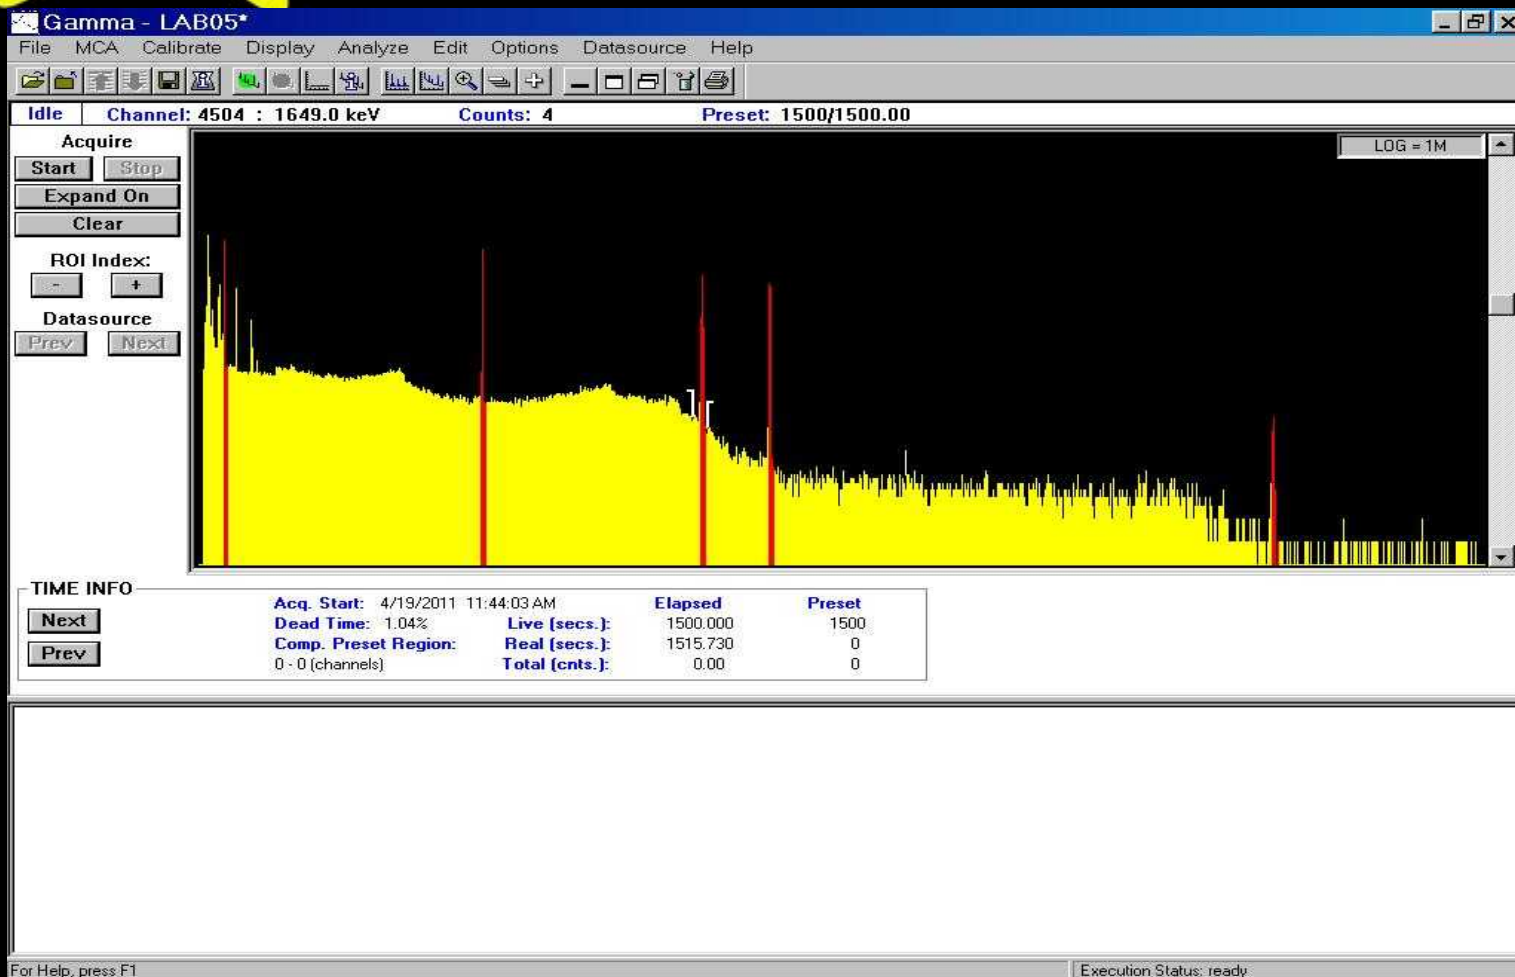 Gamma - LAB05*
File MCA Calibrate Display Analyze Edit Options Datasource Help
Idle Channel: 4504 : 1649.0 keV Counts: 4 Preset: 1500/1500.00
Acquire
Start Stop
Expand On
Clear
ROI Index:
- +
Datasource
Prev Next
LOG = 1M
TIME INFO
Next
Prev
Acq. Start: 4/19/2011 11:44:03 AM Elapsed Preset
Dead Time: 1.04% Live (secs.): 1500.000 1500
Comp. Preset Region: Real (secs.): 1515.730 0
0 - 0 (channels) Total (cnts.): 0.00 0
For Help, press F1 Execution Status: ready